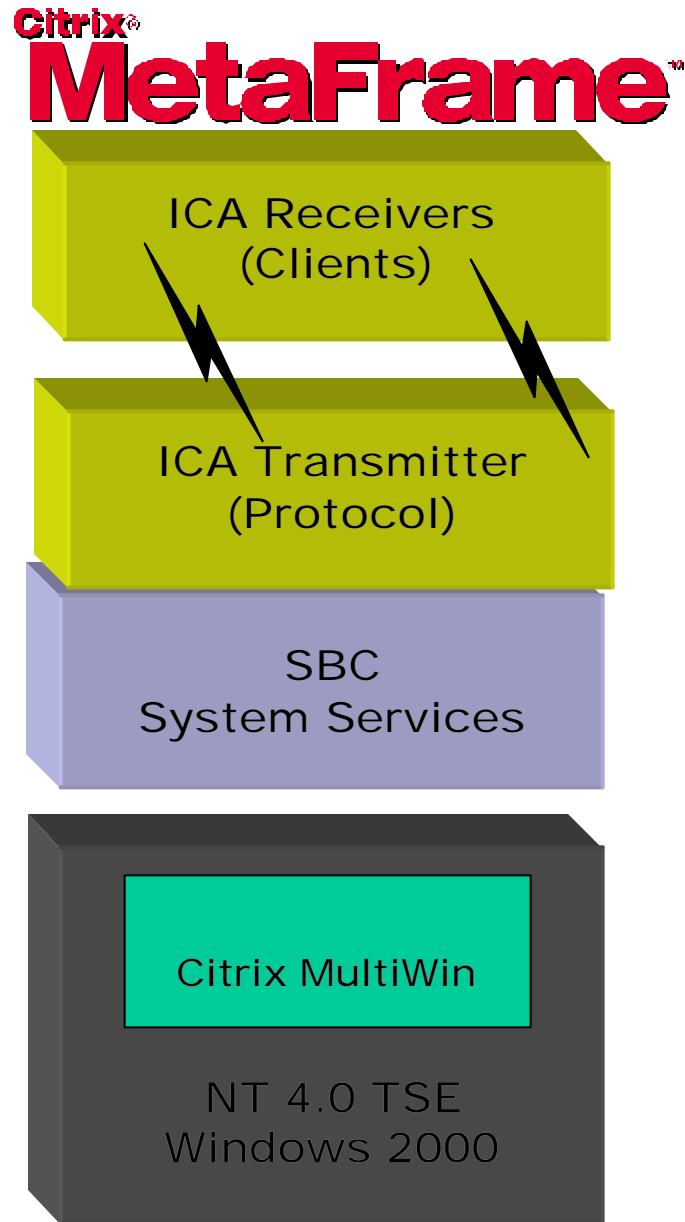 Citrix®
MetaFrame™
ICA Receivers
(Clients)
ICA Transmitter
(Protocol)
SBC
System Services
Citrix MultiWin
NT 4.0 TSE
Windows 2000